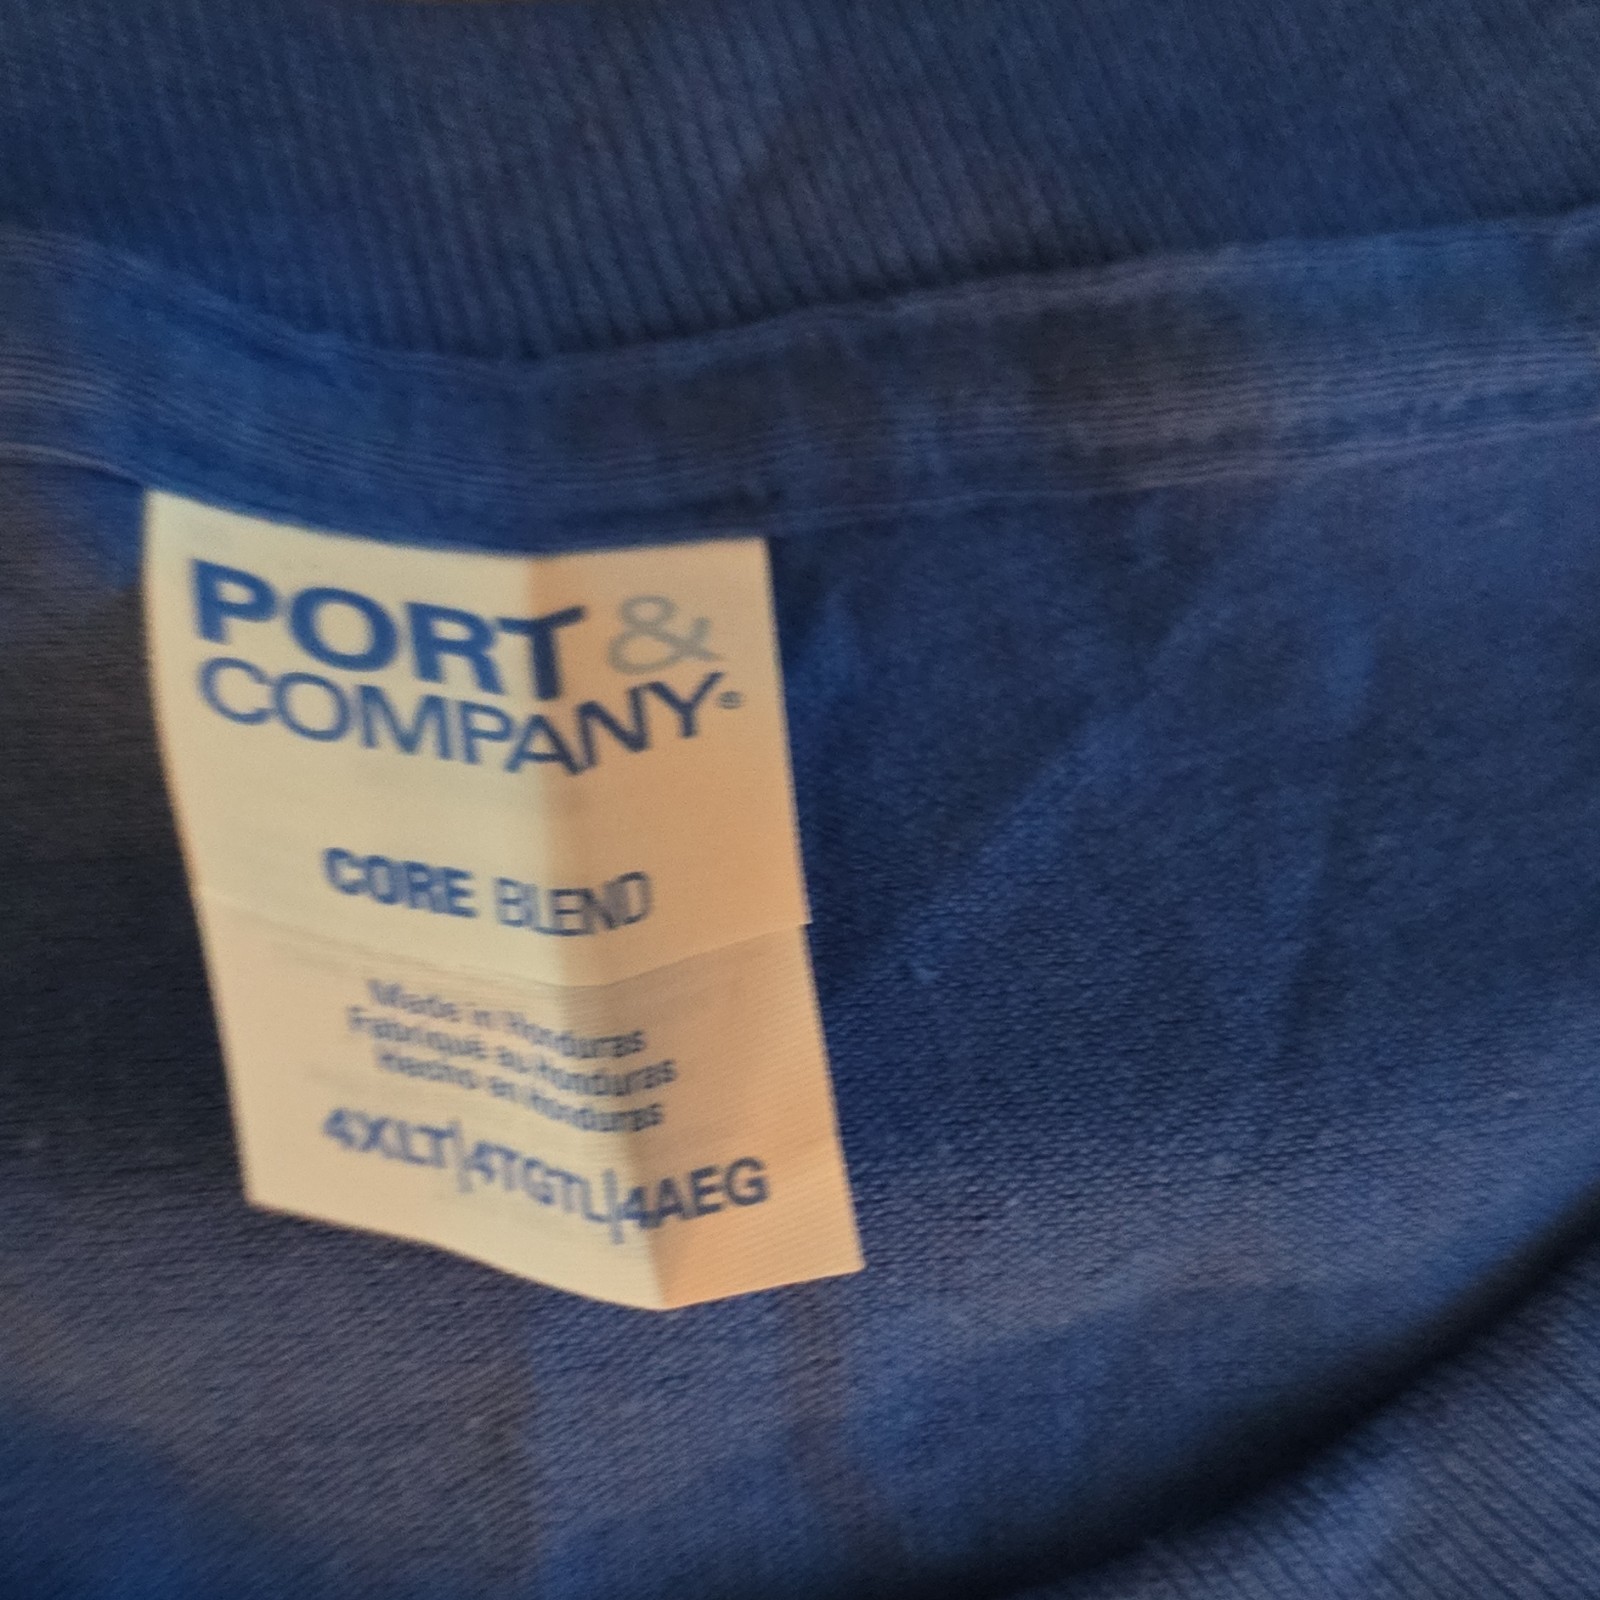 PORT &
COMPANY®
CORE BLEND
Made in Honduras
Fabriqué au Honduras
Hecho en Honduras
4XLT|4TGTL|4AEG